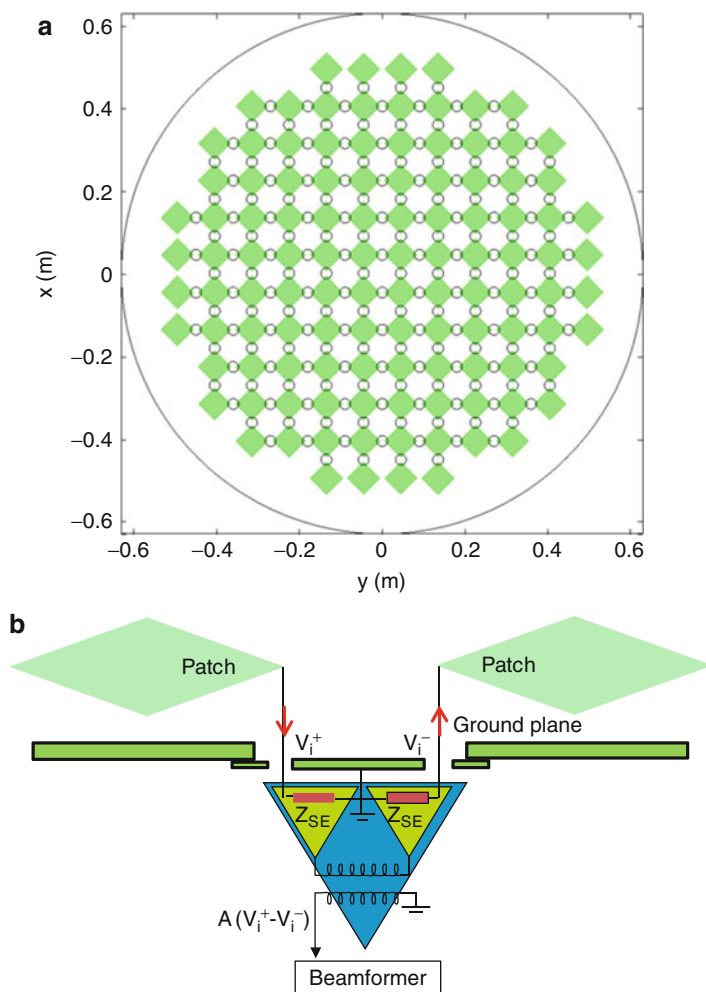 a
0.6
0.4
0.2
0
−0.2
−0.4
−0.6
x (m)
−0.6 −0.4 −0.2 0 0.2 0.4 0.6
y (m)
b
Patch Patch
Ground plane
V_i^+ V_i^-
Z_SE Z_SE
A (V_i^+-V_i^-)
Beamformer